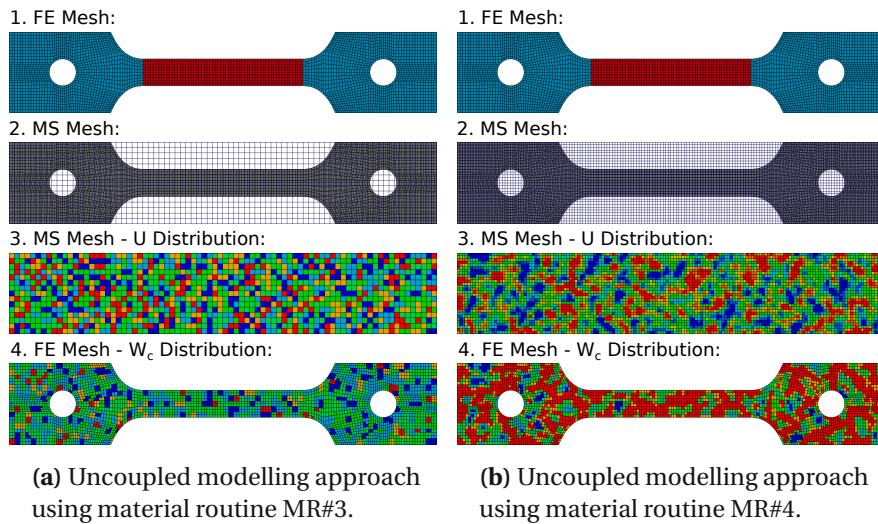 1. FE Mesh:
2. MS Mesh:
3. MS Mesh - U Distribution:
4. FE Mesh - Wc Distribution:
(a) Uncoupled modelling approach
using material routine MR#3.
1. FE Mesh:
2. MS Mesh:
3. MS Mesh - U Distribution:
4. FE Mesh - Wc Distribution:
(b) Uncoupled modelling approach
using material routine MR#4.